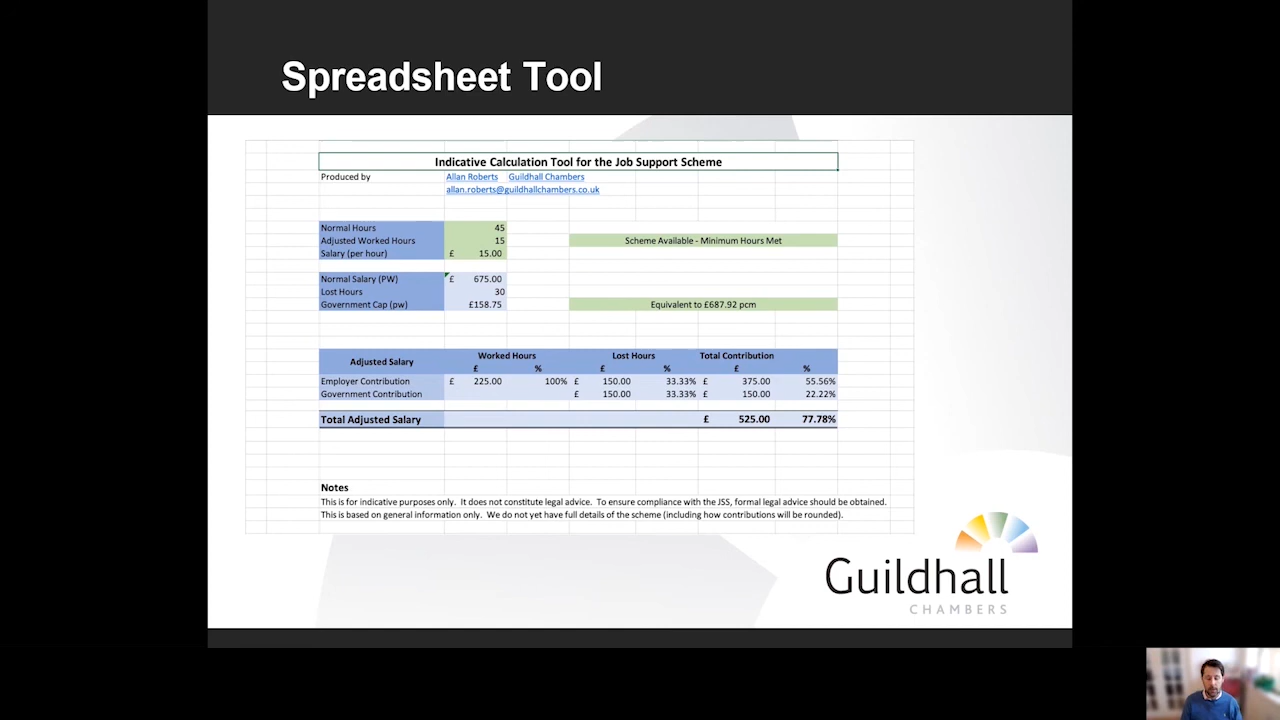 Spreadsheet Tool
Indicative Calculation Tool for the Job Support Scheme
Produced by Allan Roberts Guildhall Chambers
allan.roberts@guildhallchambers.co.uk
Normal Hours 45
Adjusted Worked Hours 15 Scheme Available - Minimum Hours Met
Salary (per hour) £ 15.00
Normal Salary (PW) £ 675.00
Lost Hours 30
Government Cap (pw) £158.75 Equivalent to £687.92 pcm
Adjusted Salary Worked Hours Lost Hours Total Contribution
£ % £ % £ %
Employer Contribution £ 225.00 100% £ 150.00 33.33% £ 375.00 55.56%
Government Contribution £ 150.00 33.33% £ 150.00 22.22%
Total Adjusted Salary £ 525.00 77.78%
Notes
This is for indicative purposes only. It does not constitute legal advice. To ensure compliance with the JSS, formal legal advice should be obtained.
This is based on general information only. We do not yet have full details of the scheme (including how contributions will be rounded).
Guildhall
CHAMBERS